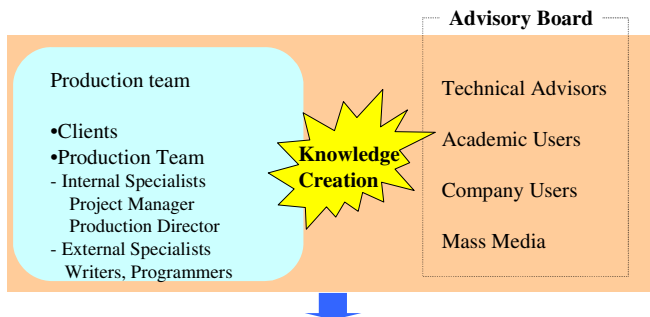 Production team
•Clients
•Production Team
- Internal Specialists
Project Manager
Production Director
- External Specialists
Writers, Programmers
Knowledge
Creation
Advisory Board
Technical Advisors
Academic Users
Company Users
Mass Media